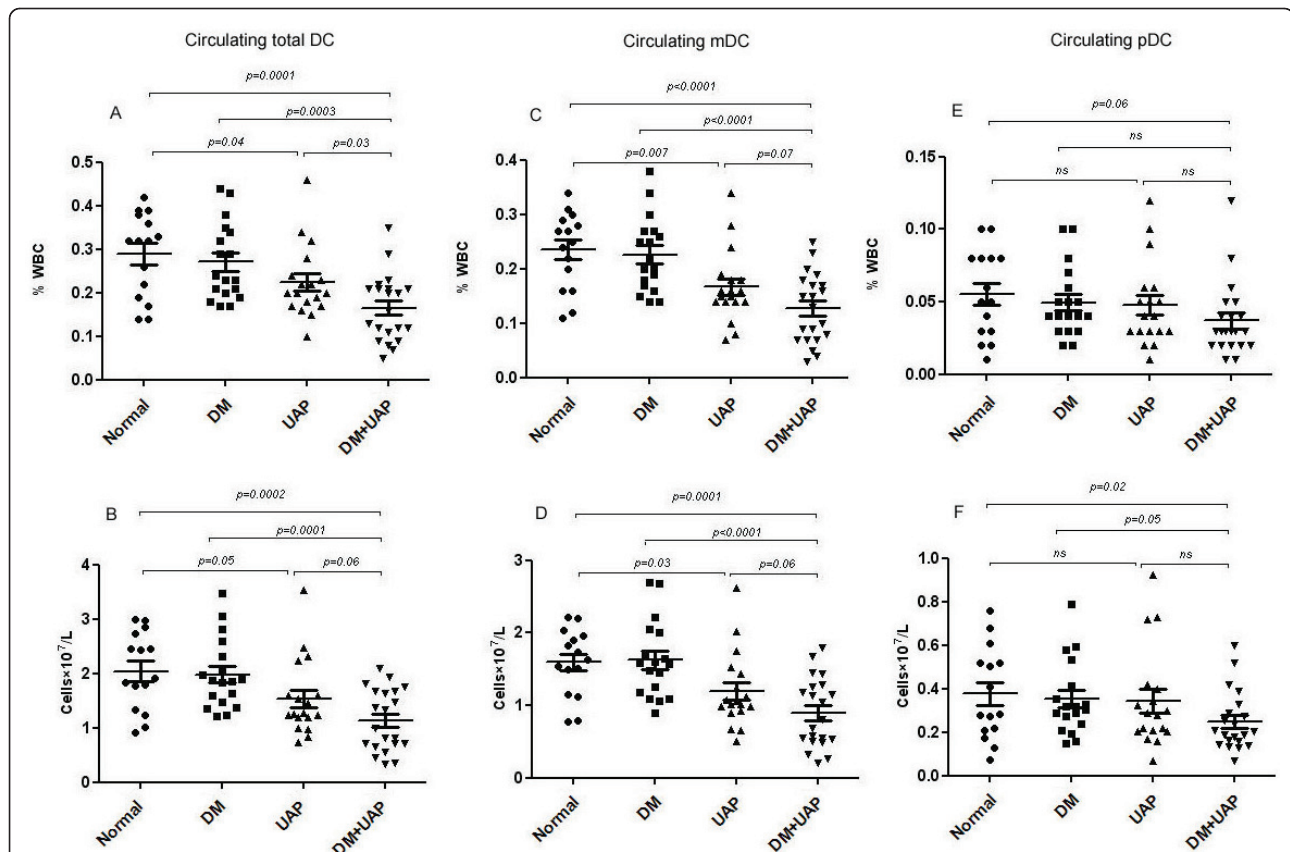 Circulating total DC
Circulating mDC
Circulating pDC
A
p=0.0001
p=0.0003
p=0.04
p=0.03
% WBC
0.5
0.4
0.3
0.2
0.1
0.0
Normal
DM
UAP
DM+UAP
C
p<0.0001
p<0.0001
p=0.007
p=0.07
% WBC
0.4
0.3
0.2
0.1
0.0
Normal
DM
UAP
DM+UAP
E
p=0.06
ns
ns
ns
% WBC
0.15
0.10
0.05
0.00
Normal
DM
UAP
DM+UAP
B
p=0.0002
p=0.0001
p=0.05
p=0.06
Cells×10⁷/L
4
3
2
1
0
Normal
DM
UAP
DM+UAP
D
p=0.0001
p<0.0001
p=0.03
p=0.06
Cells×10⁷/L
3
2
1
0
Normal
DM
UAP
DM+UAP
F
p=0.02
p=0.05
ns
ns
Cells×10⁷/L
1.0
0.8
0.6
0.4
0.2
0.0
Normal
DM
UAP
DM+UAP